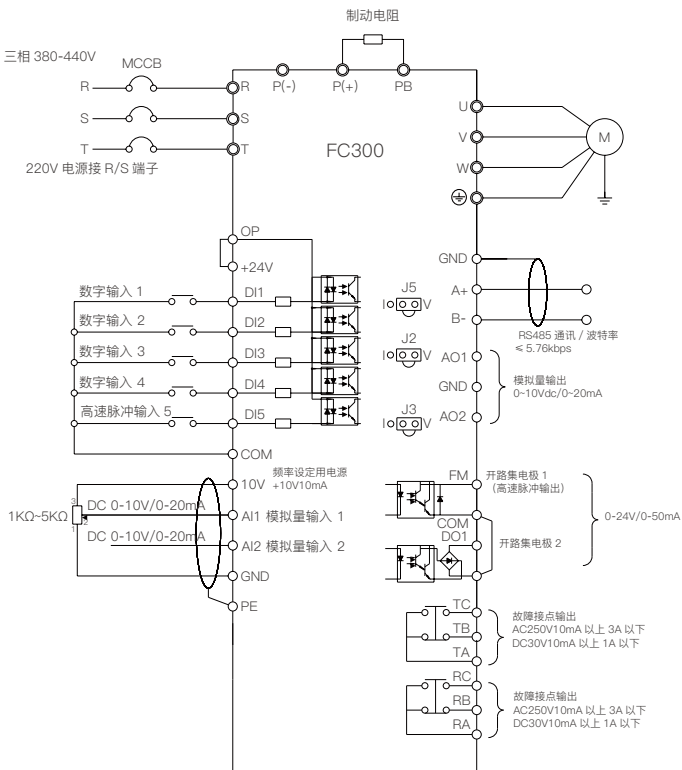 制动电阻
三相 380-440V
MCCB
R
R
P(-)
P(+)
PB
S
S
T
T
220V 电源接 R/S 端子
FC300
U
V
W
M
OP
+24V
GND
A+
B-
RS485 通讯 / 波特率
≤ 5.76kbps
数字输入 1
DI1
数字输入 2
DI2
数字输入 3
DI3
数字输入 4
DI4
高速脉冲输入 5
DI5
COM
J5
I
V
J2
I
V
J3
I
V
AO1
GND
AO2
模拟量输出
0~10Vdc/0~20mA
10V
频率设定用电源
+10V10mA
1KΩ~5KΩ
3
2
1
DC 0-10V/0-20mA
AI1 模拟量输入 1
DC 0-10V/0-20mA
AI2 模拟量输入 2
GND
PE
FM
开路集电极 1
(高速脉冲输出)
COM
DO1
开路集电极 2
0-24V/0-50mA
TC
TB
TA
故障接点输出
AC250V10mA 以上 3A 以下
DC30V10mA 以上 1A 以下
RC
RB
RA
故障接点输出
AC250V10mA 以上 3A 以下
DC30V10mA 以上 1A 以下